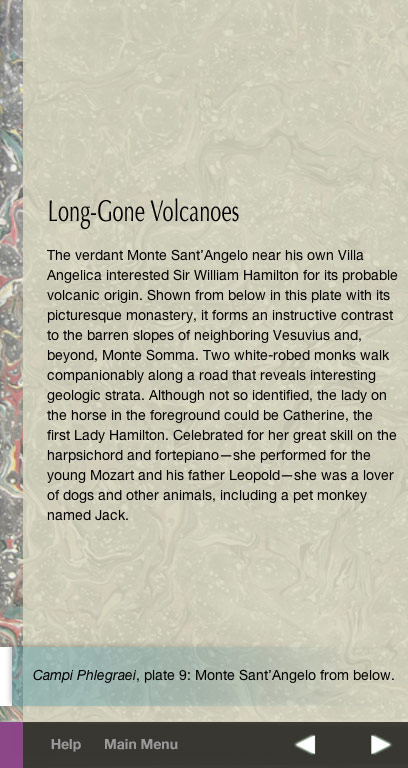 Long-Gone Volcanoes
The verdant Monte Sant’Angelo near his own Villa
Angelica interested Sir William Hamilton for its probable
volcanic origin. Shown from below in this plate with its
picturesque monastery, it forms an instructive contrast
to the barren slopes of neighboring Vesuvius and,
beyond, Monte Somma. Two white-robed monks walk
companionably along a road that reveals interesting
geologic strata. Although not so identified, the lady on
the horse in the foreground could be Catherine, the
first Lady Hamilton. Celebrated for her great skill on the
harpsichord and fortepiano—she performed for the
young Mozart and his father Leopold—she was a lover
of dogs and other animals, including a pet monkey
named Jack.
Campi Phlegraei, plate 9: Monte Sant’Angelo from below.
Help Main Menu